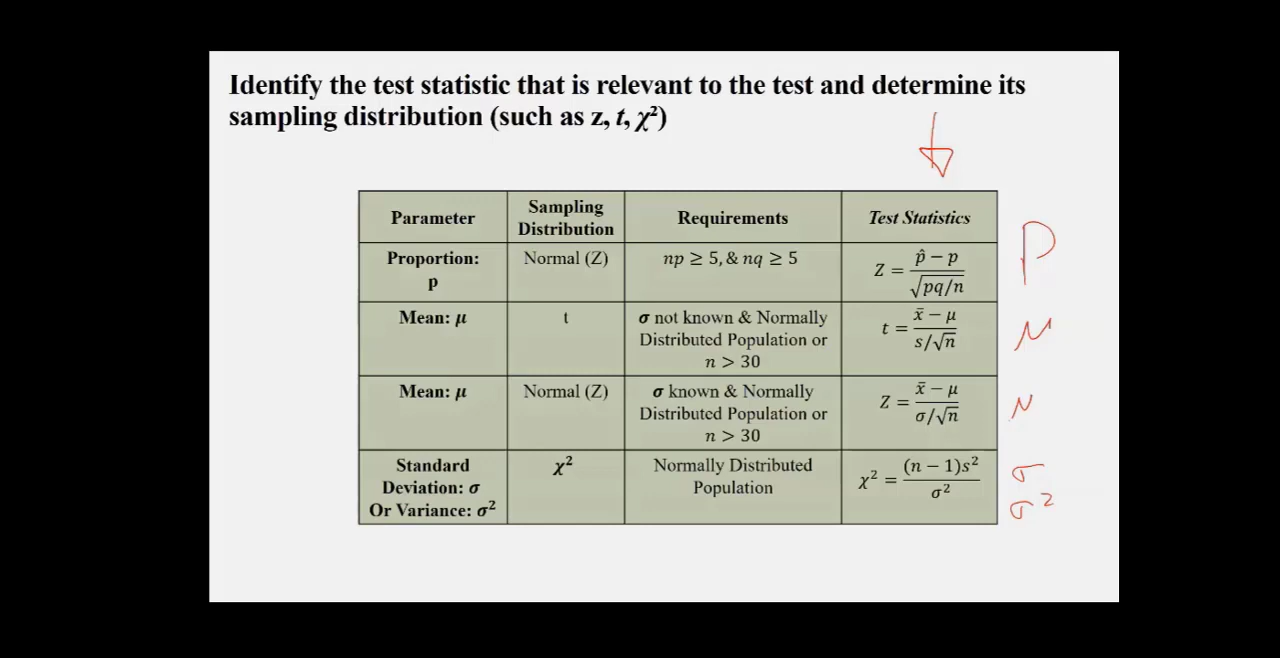 Identify the test statistic that is relevant to the test and determine its
sampling distribution (such as z, t, χ²)
Parameter
Sampling
Distribution
Requirements
Test Statistics
Proportion:
p
Normal (Z)
np ≥ 5, & nq ≥ 5
Z = (p̂ − p) / √(pq/n)
P
Mean: μ
t
σ not known & Normally
Distributed Population or
n > 30
t = (x̄ − μ) / (s/√n)
μ
Mean: μ
Normal (Z)
σ known & Normally
Distributed Population or
n > 30
Z = (x̄ − μ) / (σ/√n)
μ
Standard
Deviation: σ
Or Variance: σ²
χ²
Normally Distributed
Population
χ² = (n − 1)s² / σ²
σ
σ²